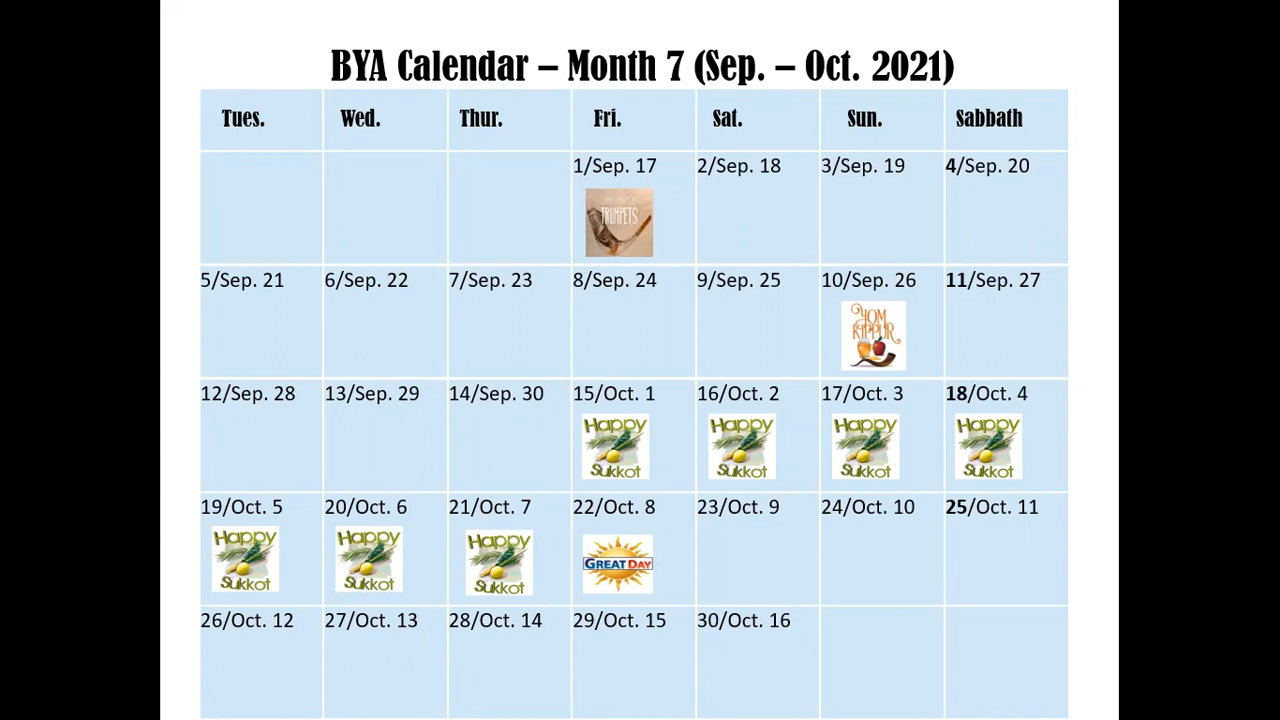 BYA Calendar – Month 7 (Sep. – Oct. 2021)
Tues. Wed. Thur. Fri. Sat. Sun. Sabbath
1/Sep. 17 2/Sep. 18 3/Sep. 19 4/Sep. 20
TRUMPETS
5/Sep. 21 6/Sep. 22 7/Sep. 23 8/Sep. 24 9/Sep. 25 10/Sep. 26 11/Sep. 27
YOM
KIPPUR
12/Sep. 28 13/Sep. 29 14/Sep. 30 15/Oct. 1 16/Oct. 2 17/Oct. 3 18/Oct. 4
Happy Happy Happy Happy
Sukkot Sukkot Sukkot Sukkot
19/Oct. 5 20/Oct. 6 21/Oct. 7 22/Oct. 8 23/Oct. 9 24/Oct. 10 25/Oct. 11
Happy Happy Happy
GREAT DAY
Sukkot Sukkot Sukkot
26/Oct. 12 27/Oct. 13 28/Oct. 14 29/Oct. 15 30/Oct. 16